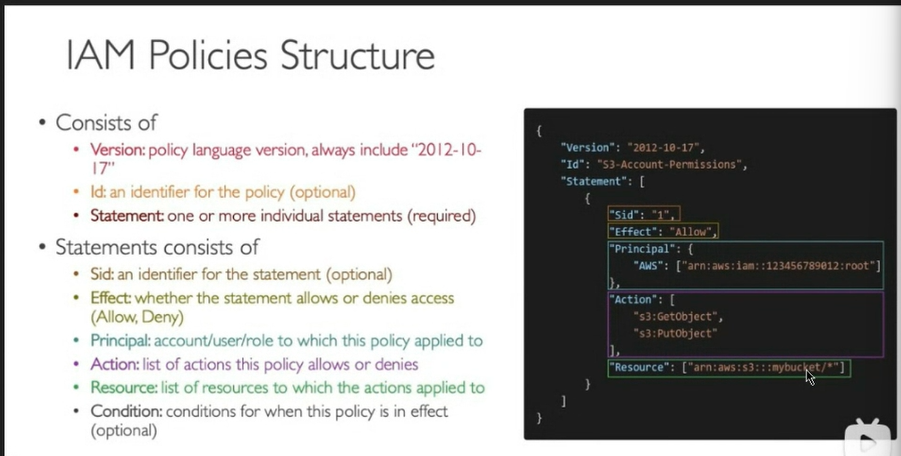 IAM Policies Structure
• Consists of
• Version: policy language version, always include “2012-10-
17”
• Id: an identifier for the policy (optional)
• Statement: one or more individual statements (required)
• Statements consists of
• Sid: an identifier for the statement (optional)
• Effect: whether the statement allows or denies access
(Allow, Deny)
• Principal: account/user/role to which this policy applied to
• Action: list of actions this policy allows or denies
• Resource: list of resources to which the actions applied to
• Condition: conditions for when this policy is in effect
(optional)
{
"Version": "2012-10-17",
"Id": "S3-Account-Permissions",
"Statement": [
{
"Sid": "1",
"Effect": "Allow",
"Principal": {
"AWS": ["arn:aws:iam::123456789012:root"]
},
"Action": [
"s3:GetObject",
"s3:PutObject"
],
"Resource": ["arn:aws:s3:::mybucket/*"]
}
]
}